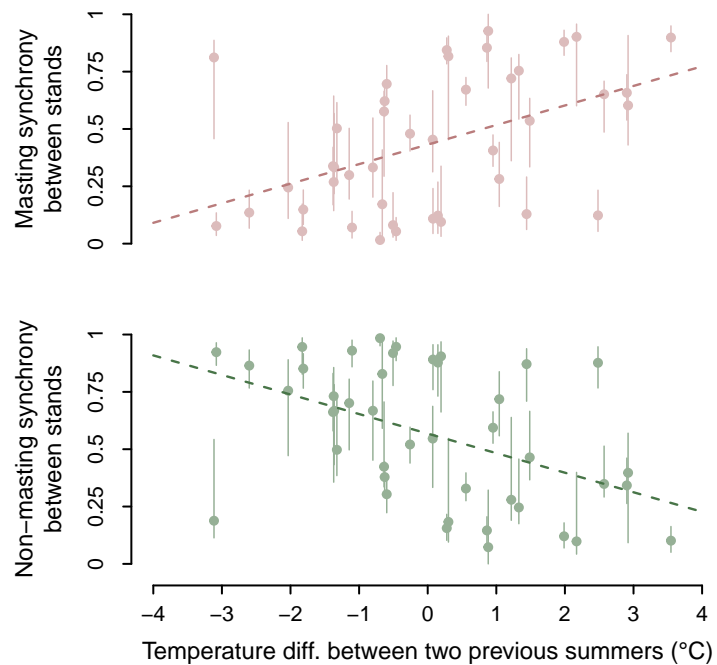 Masting synchrony
between stands
1
0.75
0.5
0.25
0
Non−masting synchrony
between stands
1
0.75
0.5
0.25
0
−4 −3 −2 −1 0 1 2 3 4
Temperature diff. between two previous summers (°C)